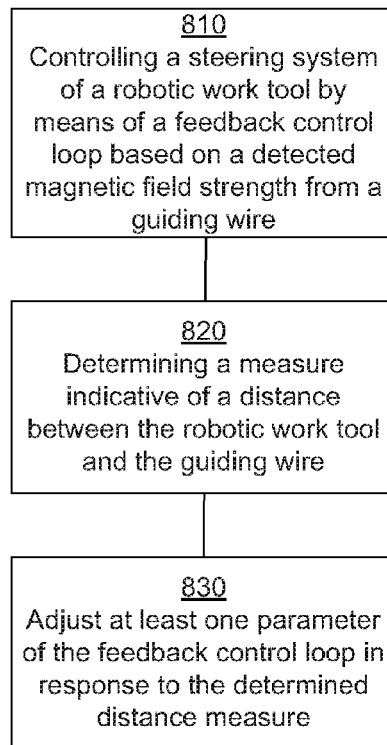 810
Controlling a steering system
of a robotic work tool by
means of a feedback control
loop based on a detected
magnetic field strength from a
guiding wire
820
Determining a measure
indicative of a distance
between the robotic work tool
and the guiding wire
830
Adjust at least one parameter
of the feedback control loop in
response to the determined
distance measure